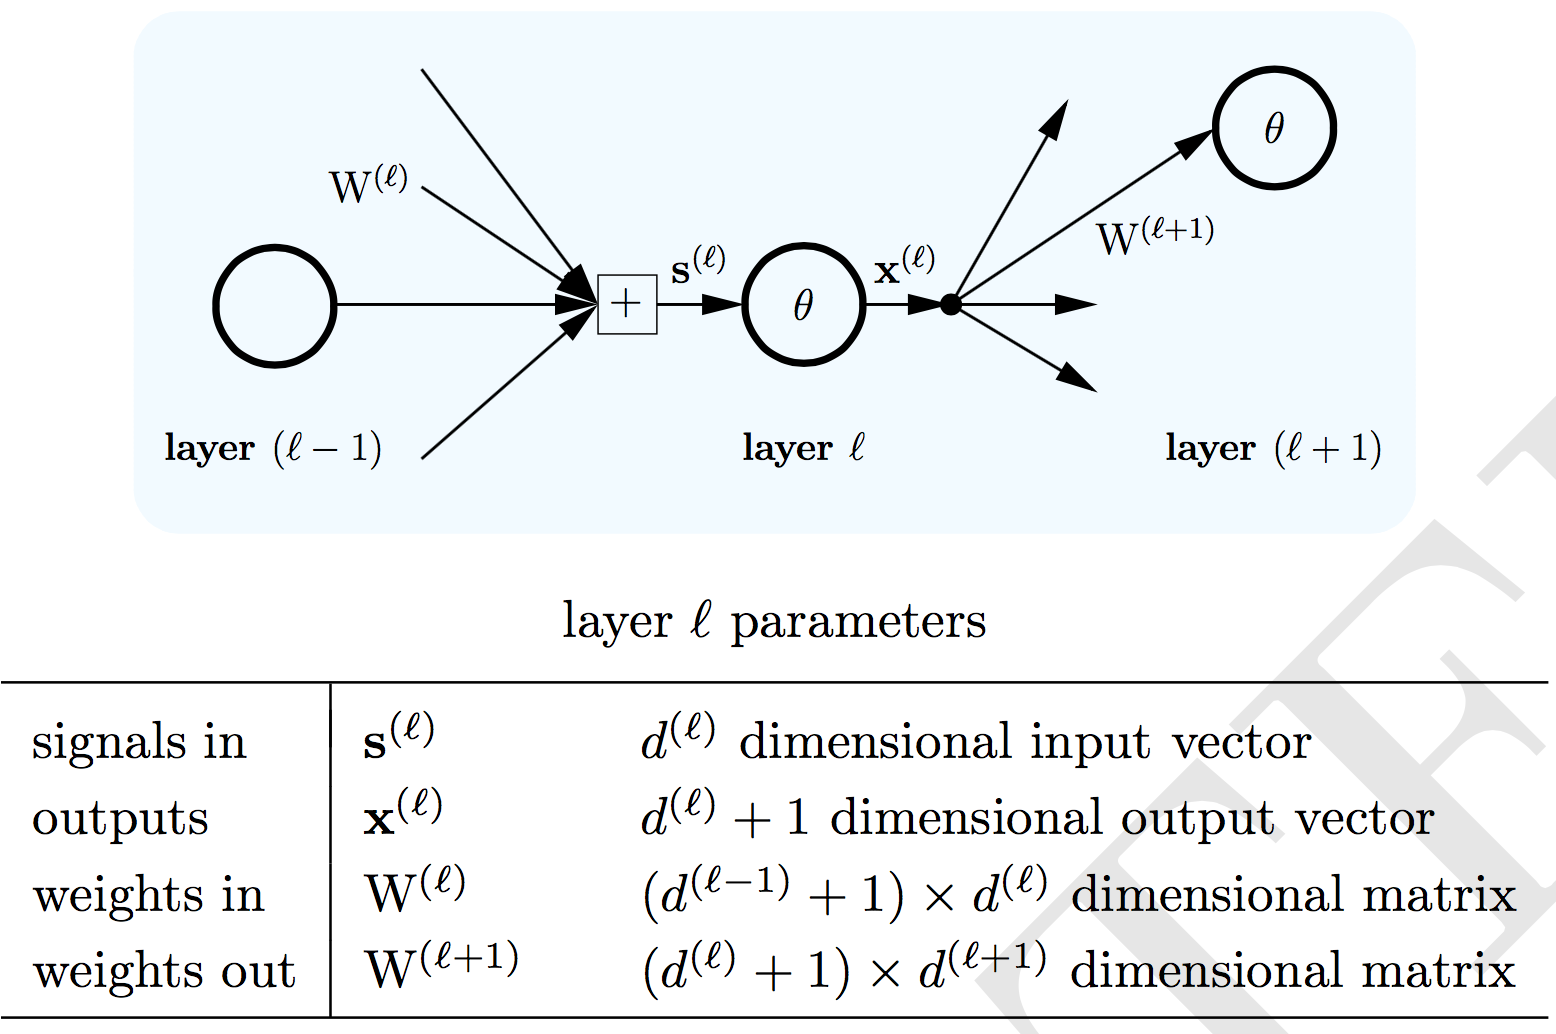 W^(ℓ)
s^(ℓ)
x^(ℓ)
W^(ℓ+1)
+
θ
θ
layer (ℓ − 1)
layer ℓ
layer (ℓ + 1)
layer ℓ parameters
signals in s^(ℓ) d^(ℓ) dimensional input vector
outputs x^(ℓ) d^(ℓ) + 1 dimensional output vector
weights in W^(ℓ) (d^(ℓ−1) + 1) × d^(ℓ) dimensional matrix
weights out W^(ℓ+1) (d^(ℓ) + 1) × d^(ℓ+1) dimensional matrix